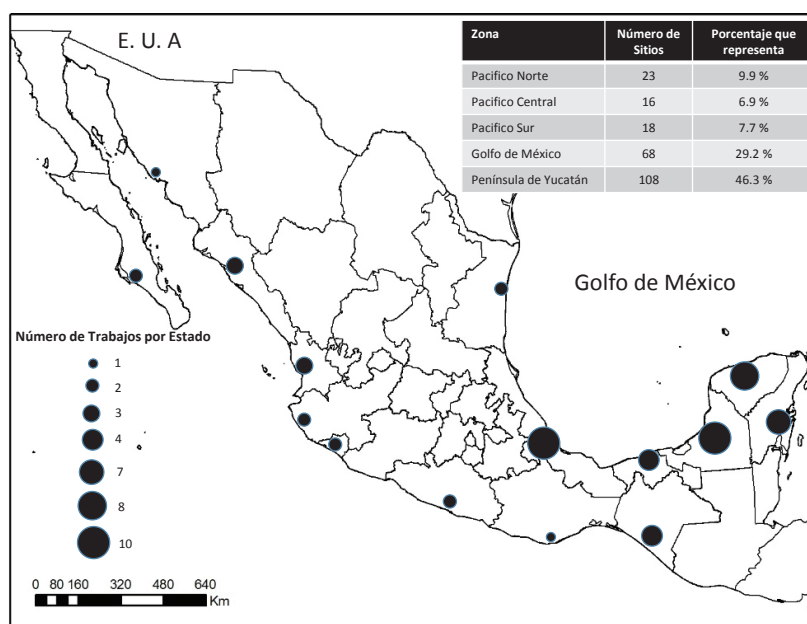 E. U. A
Zona Número de Sitios Porcentaje que representa
Pacifico Norte 23 9.9 %
Pacifico Central 16 6.9 %
Pacifico Sur 18 7.7 %
Golfo de México 68 29.2 %
Península de Yucatán 108 46.3 %
Golfo de México
Número de Trabajos por Estado
1
2
3
4
7
8
10
0 80 160 320 480 640
Km